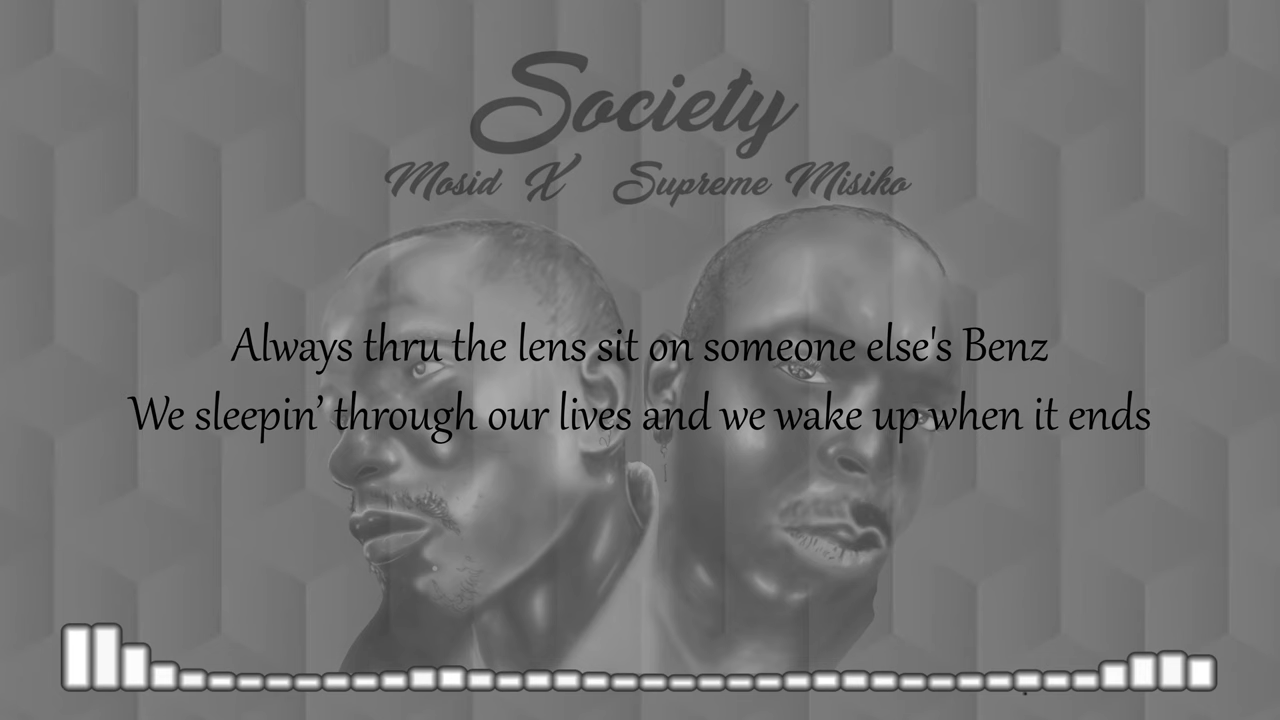 Society
Mosid X Supreme Misiko
Always thru the lens sit on someone else's Benz
We sleepin’ through our lives and we wake up when it ends